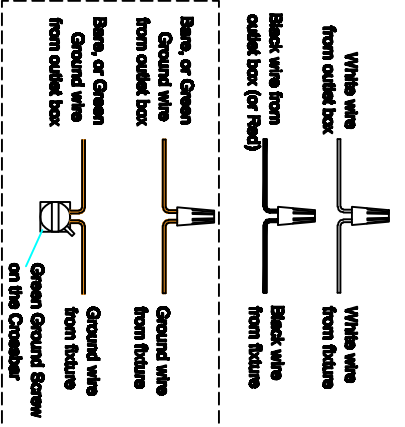 White wire
from outlet box
White wire
from fixture
Black wire from
outlet box (or Red)
Black wire
from fixture
Bare, or Green
Ground wire
from outlet box
Ground wire
from fixture
Bare, or Green
Ground wire
from outlet box
Ground wire
from fixture
Green Ground Screw
on the Crossbar